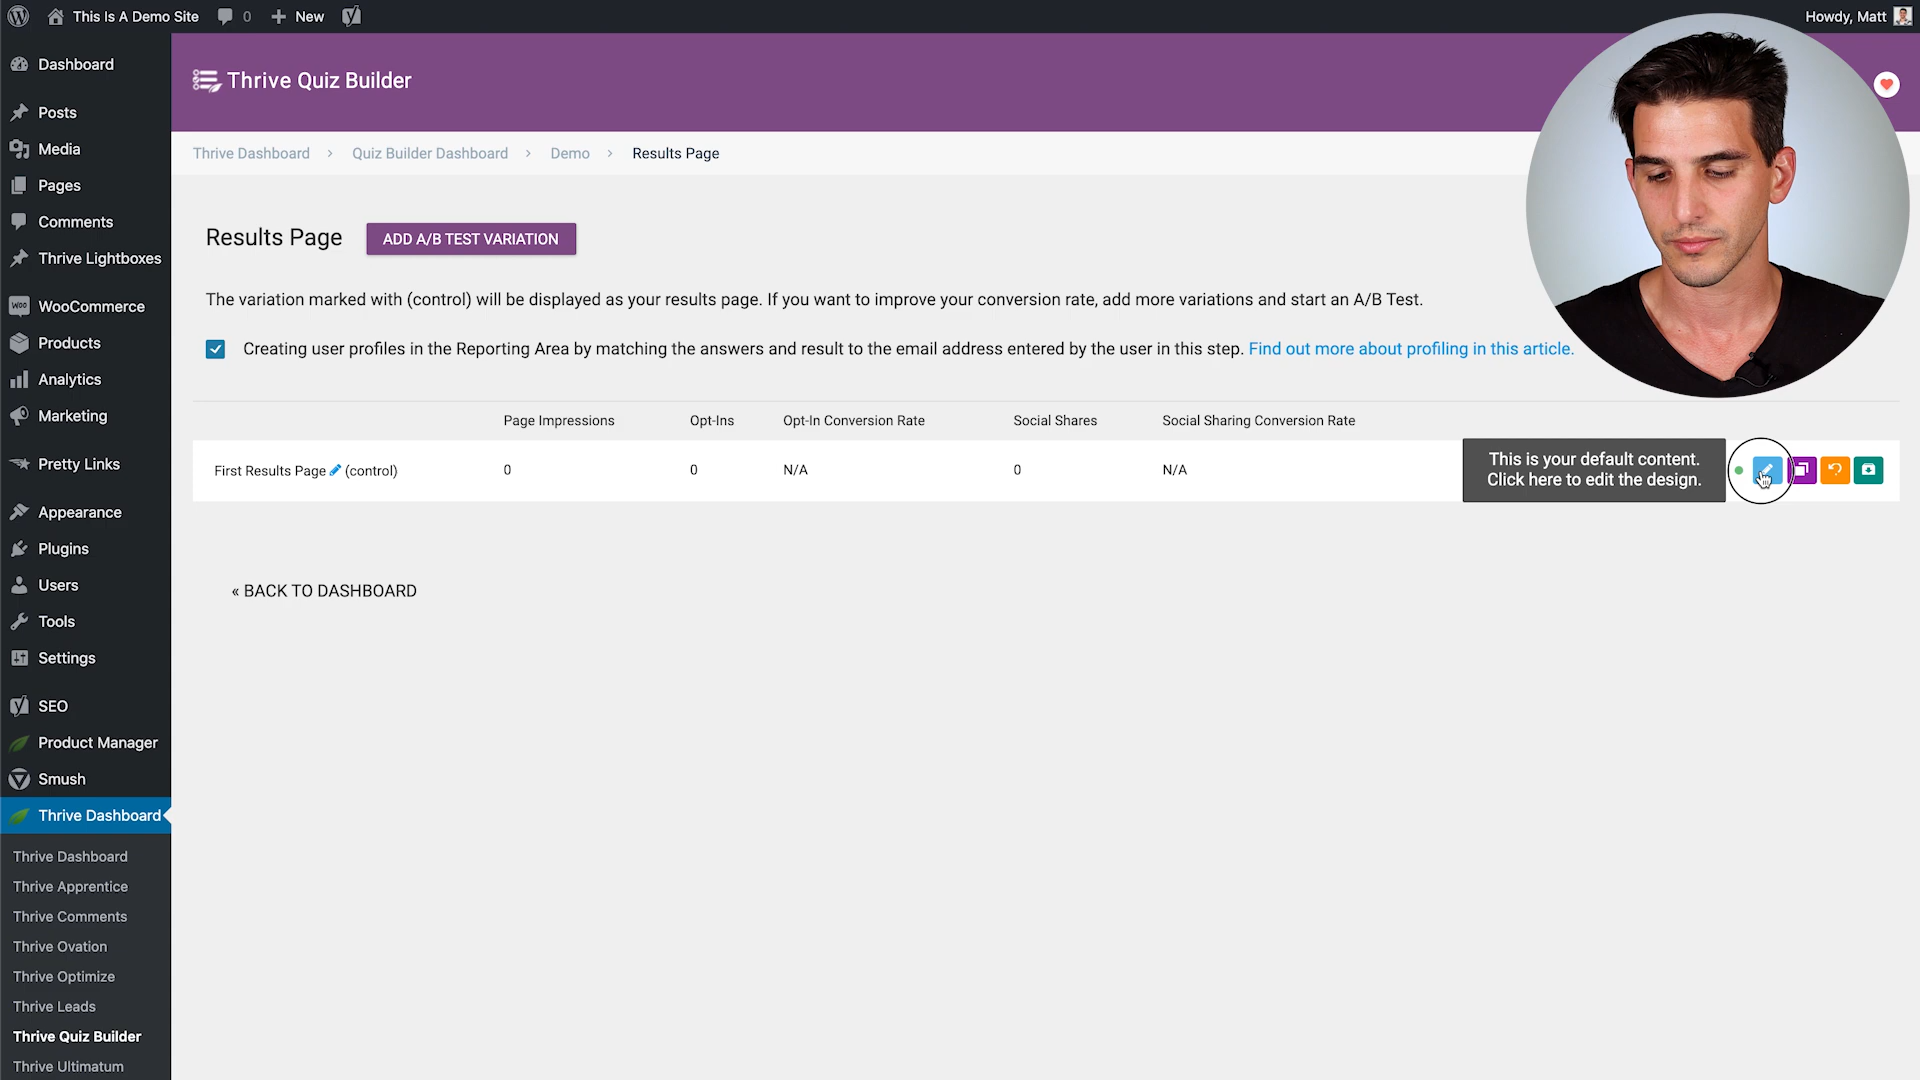 This Is A Demo Site
0
New
Howdy, Matt
Dashboard
Posts
Media
Pages
Comments
Thrive Lightboxes
WooCommerce
Products
Analytics
Marketing
Pretty Links
Appearance
Plugins
Users
Tools
Settings
SEO
Product Manager
Smush
Thrive Dashboard
Thrive Dashboard
Thrive Apprentice
Thrive Comments
Thrive Ovation
Thrive Optimize
Thrive Leads
Thrive Quiz Builder
Thrive Ultimatum
Thrive Quiz Builder
Thrive Dashboard > Quiz Builder Dashboard > Demo > Results Page
Results Page
ADD A/B TEST VARIATION
The variation marked with (control) will be displayed as your results page. If you want to improve your conversion rate, add more variations and start an A/B Test.
Creating user profiles in the Reporting Area by matching the answers and result to the email address entered by the user in this step. Find out more about profiling in this article.
Page Impressions Opt-Ins Opt-In Conversion Rate Social Shares Social Sharing Conversion Rate
First Results Page (control) 0 0 N/A 0 N/A
This is your default content.
Click here to edit the design.
« BACK TO DASHBOARD